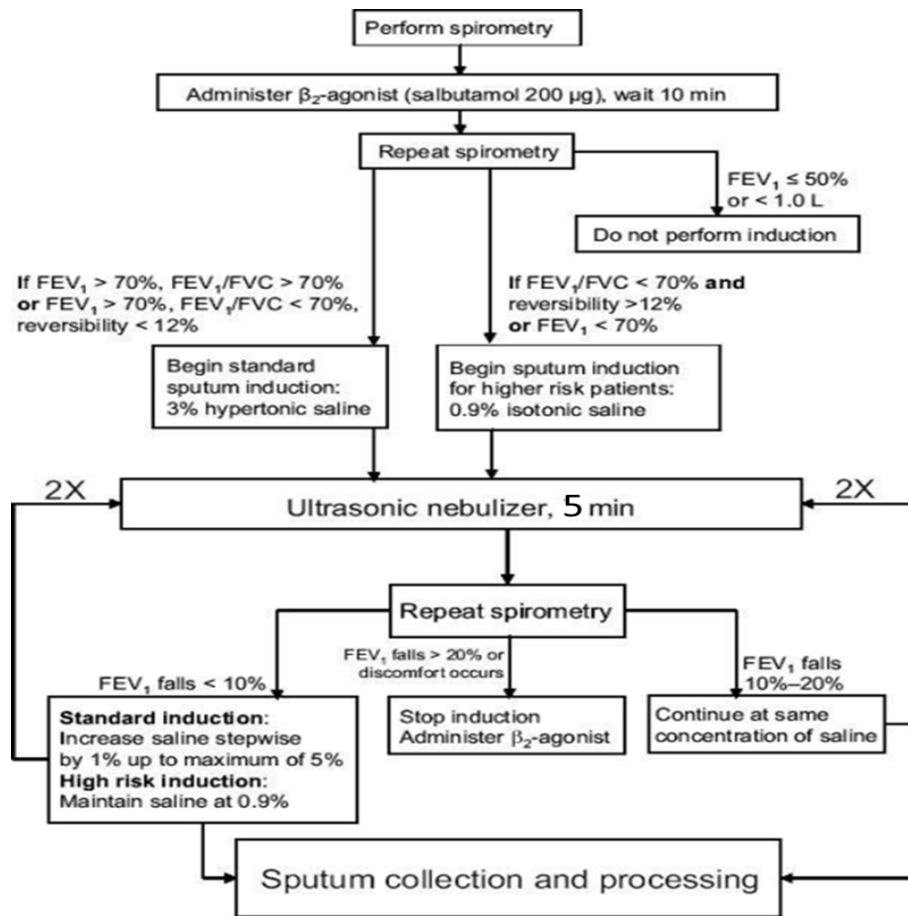 Perform spirometry
Administer β₂-agonist (salbutamol 200 µg), wait 10 min
Repeat spirometry
FEV₁ ≤ 50%
or < 1.0 L
Do not perform induction
If FEV₁ > 70%, FEV₁/FVC > 70%
or FEV₁ > 70%, FEV₁/FVC < 70%,
reversibility < 12%
If FEV₁/FVC < 70% and
reversibility >12%
or FEV₁ < 70%
Begin standard
sputum induction:
3% hypertonic saline
Begin sputum induction
for higher risk patients:
0.9% isotonic saline
2X
2X
Ultrasonic nebulizer, 5 min
Repeat spirometry
FEV₁ falls < 10%
FEV₁ falls > 20% or
discomfort occurs
FEV₁ falls
10%–20%
Standard induction:
Increase saline stepwise
by 1% up to maximum of 5%
High risk induction:
Maintain saline at 0.9%
Stop induction
Administer β₂-agonist
Continue at same
concentration of saline
Sputum collection and processing